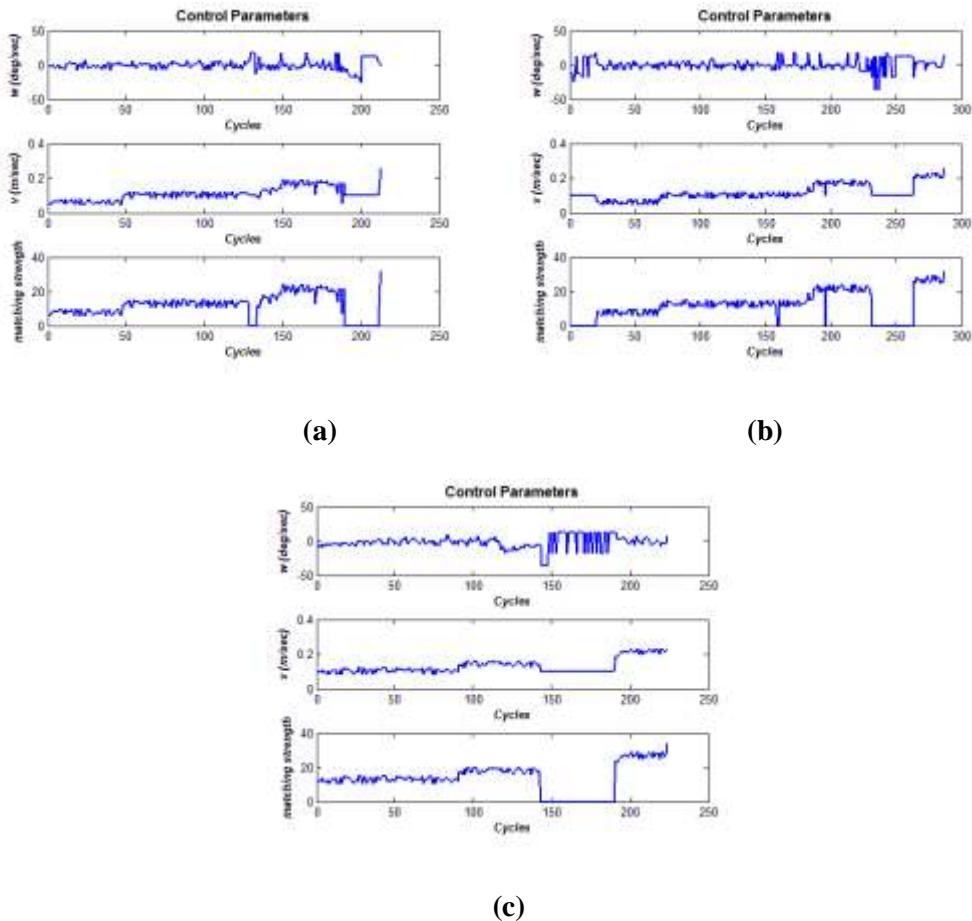 Control Parameters
w (deg/sec)
50
0
-50
0 50 100 150 200 250
Cycles
v (m/sec)
0.4
0.2
0
0 50 100 150 200 250
Cycles
matching strength
40
20
0
0 50 100 150 200 250
Cycles
(a)
Control Parameters
w (deg/sec)
50
0
-50
0 50 100 150 200 250 300
Cycles
v (m/sec)
0.4
0.2
0
0 50 100 150 200 250 300
Cycles
matching strength
40
20
0
0 50 100 150 200 250 300
Cycles
(b)
Control Parameters
w (deg/sec)
50
0
-50
0 50 100 150 200 250
Cycles
v (m/sec)
0.4
0.2
0
0 50 100 150 200 250
Cycles
matching strength
40
20
0
0 50 100 150 200 250
Cycles
(c)